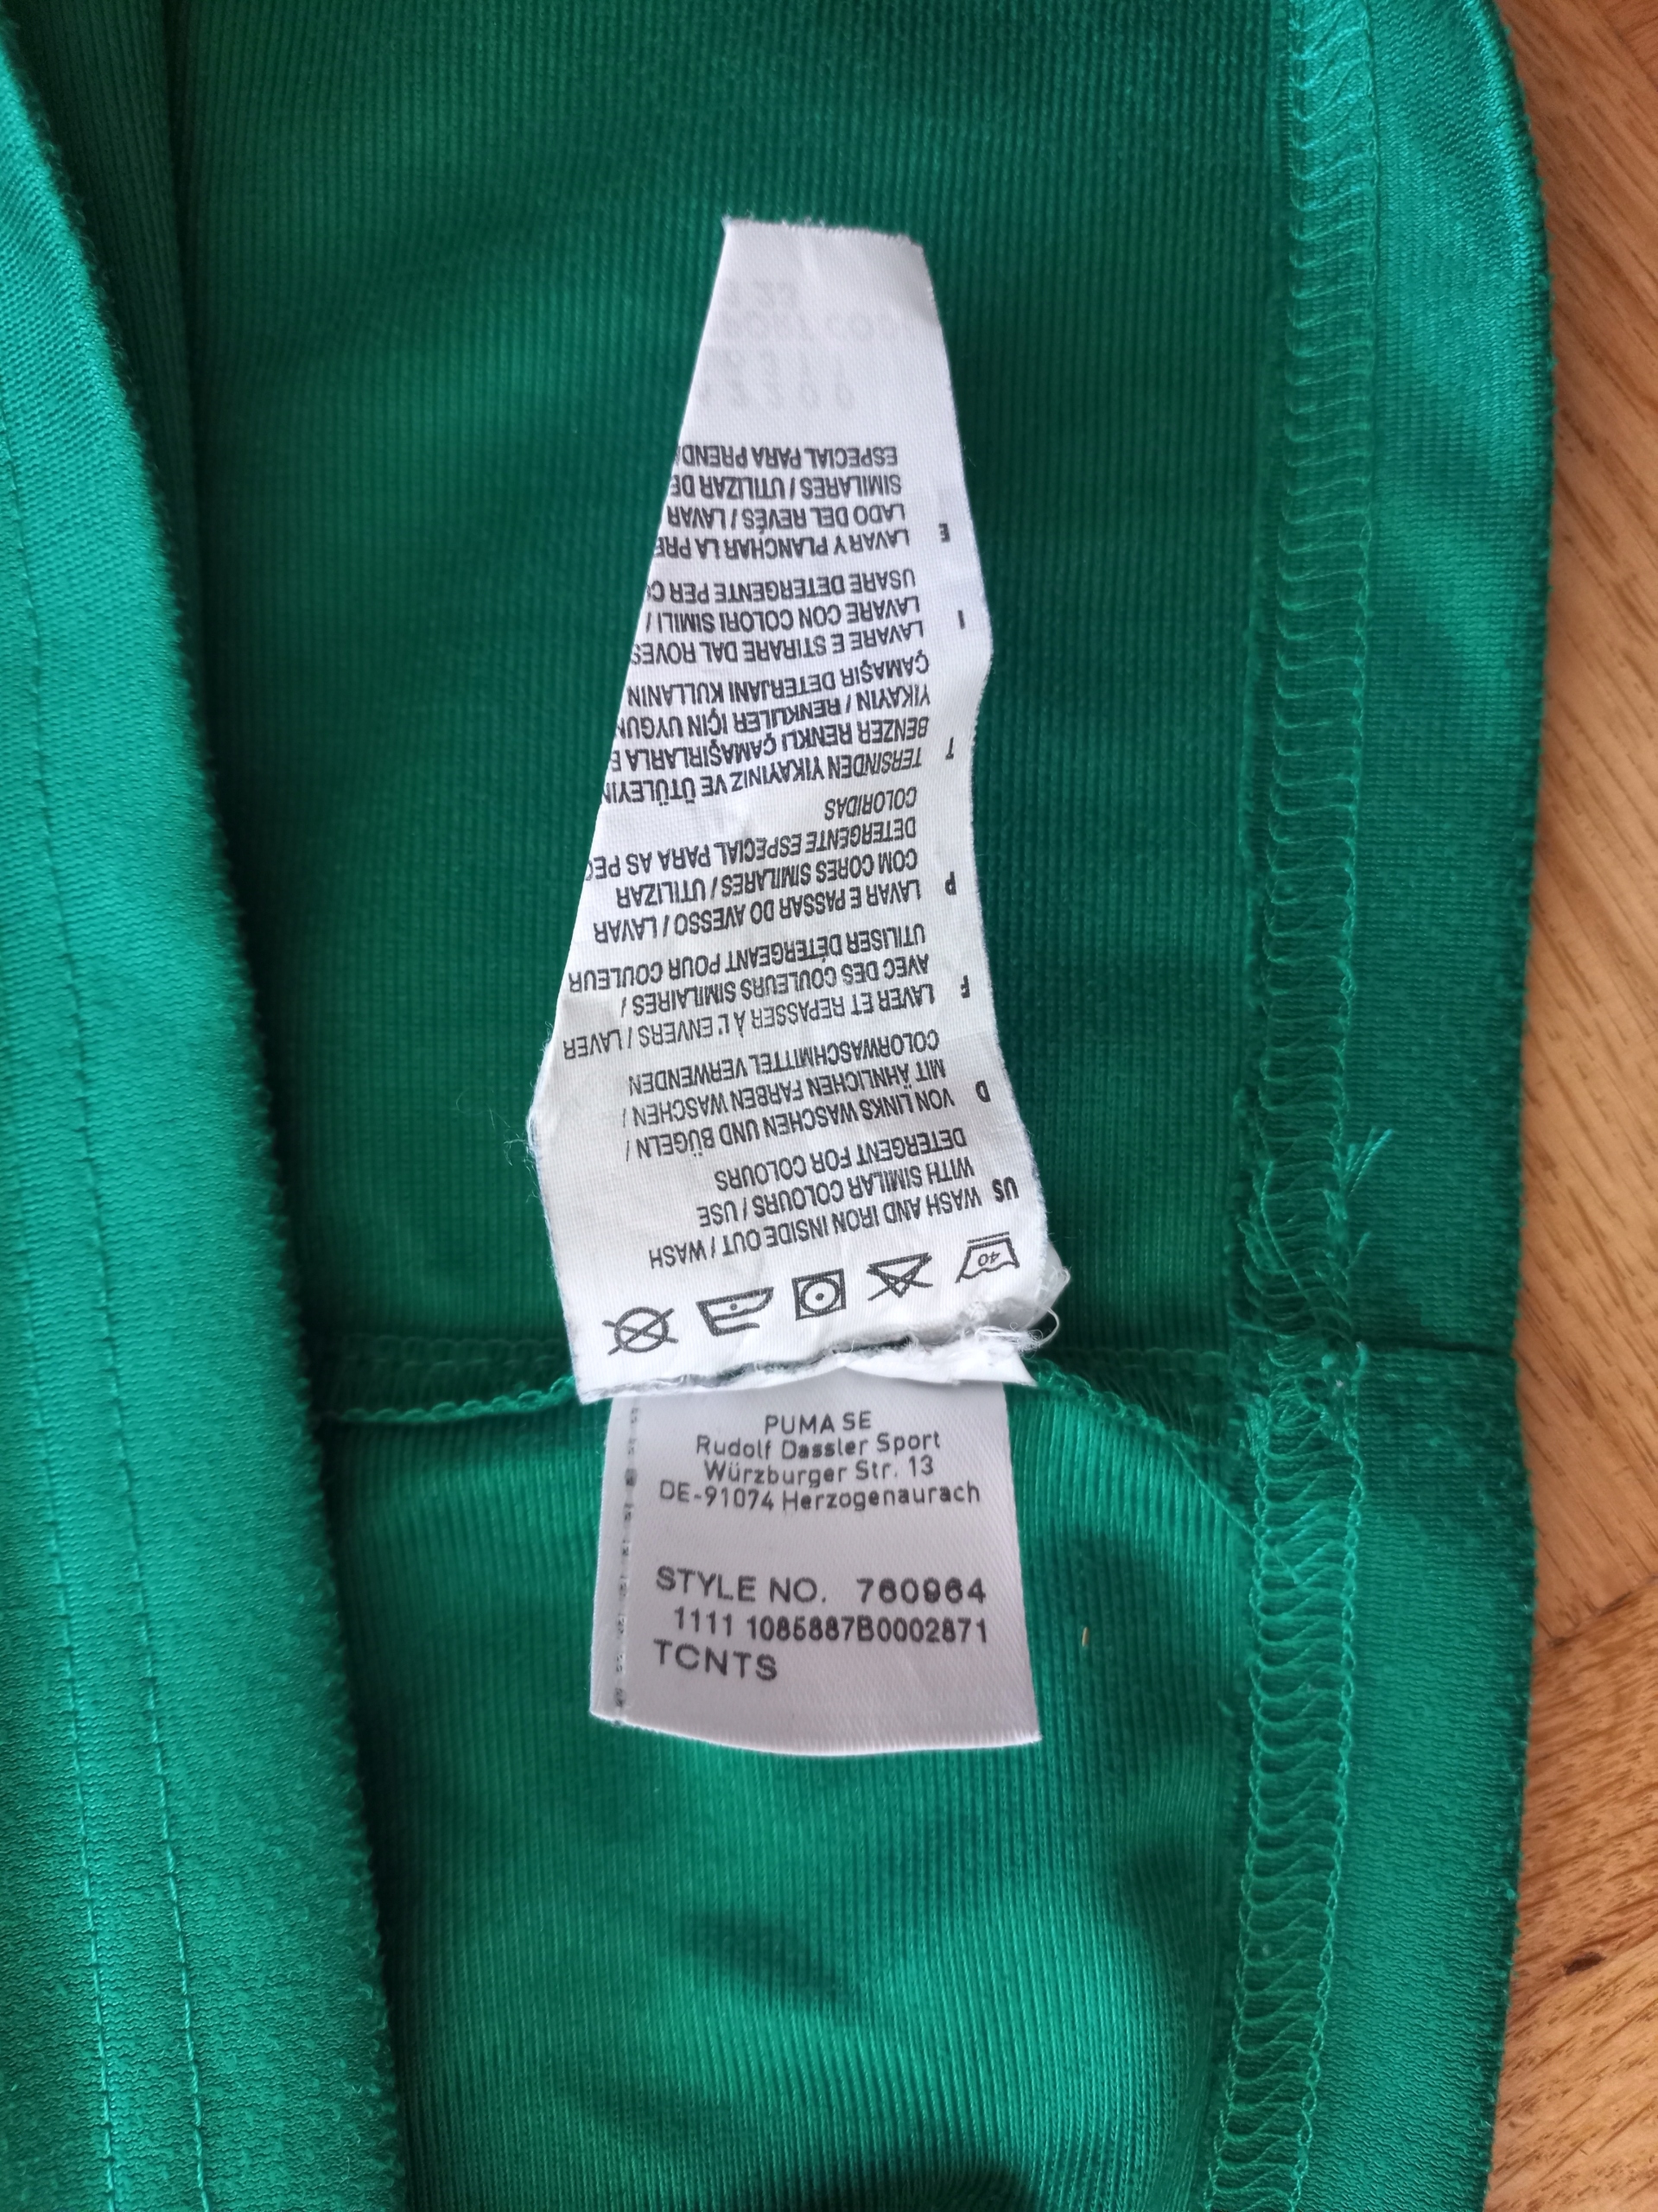 WASH AND IRON INSIDE OUT / WASH
US
WITH SIMILAR COLOURS / USE
DETERGENT FOR COLOURS
VON LINKS WASCHEN UND BÜGELN /
D
MIT ÄHNLICHEN FARBEN WASCHEN /
COLORWASCHMITTEL VERWENDEN
LAVER ET REPASSER À L'ENVERS / LAVER
F
AVEC DES COULEURS SIMILAIRES /
UTILISER DÉTERGEANT POUR COULEUR
LAVAR E PASSAR DO AVESSO / LAVAR
P
COM CORES SIMILARES / UTILIZAR
DETERGENTE ESPECIAL PARA AS PEÇ
COLORIDAS
TERSINDEN YIKAYINIZ VE ÜTÜLEYIN
T
BENZER RENKLI ÇAMAŞIRLARLA
YIKAYIN / RENKLILER IÇIN UYGUN
ÇAMAŞIR DETERJANI KULLANIN
LAVARE E STIRARE DAL ROVES
I
LAVARE CON COLORI SIMILI /
USARE DETERGENTE PER CO
LAVAR Y PLANCHAR LA PRE
E
LADO DEL REVÉS / LAVAR
SIMILARES / UTILIZAR DE
ESPECIAL PARA PREND
40
PUMA SE
Rudolf Dassler Sport
Würzburger Str. 13
DE-91074 Herzogenaurach
STYLE NO. 760964
1111 1085887B0002871
TCNTS